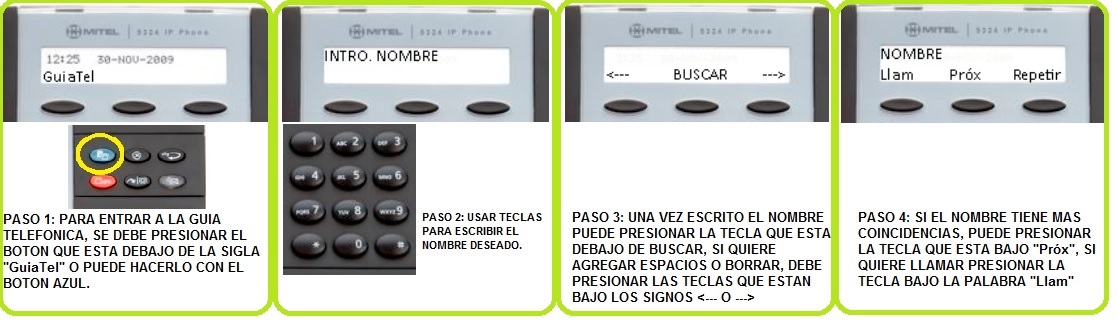 MITEL | 5324 IP Phone
12:25 30-NOV-2009
GuiaTel
PASO 1: PARA ENTRAR A LA GUIA
TELEFONICA, SE DEBE PRESIONAR EL
BOTON QUE ESTA DEBAJO DE LA SIGLA
"GuiaTel" O PUEDE HACERLO CON EL
BOTON AZUL.
MITEL | 5324 IP Phone
INTRO. NOMBRE
1 ABC 2 DEF 3
GHI 4 JKL 5 MNO 6
PQRS 7 TUV 8 WXYZ 9
* 0 #
PASO 2: USAR TECLAS
PARA ESCRIBIR EL
NOMBRE DESEADO.
MITEL | 5324 IP Phone
<--- BUSCAR --->
PASO 3: UNA VEZ ESCRITO EL NOMBRE
PUEDE PRESIONAR LA TECLA QUE ESTA
DEBAJO DE BUSCAR, SI QUIERE
AGREGAR ESPACIOS O BORRAR, DEBE
PRESIONAR LAS TECLAS QUE ESTAN
BAJO LOS SIGNOS <--- O --->
MITEL | 5324 IP Phone
NOMBRE
Llam Próx Repetir
PASO 4: SI EL NOMBRE TIENE MAS
COINCIDENCIAS, PUEDE PRESIONAR
LA TECLA QUE ESTA BAJO "Próx", SI
QUIERE LLAMAR PRESIONAR LA
TECLA BAJO LA PALABRA "Llam"